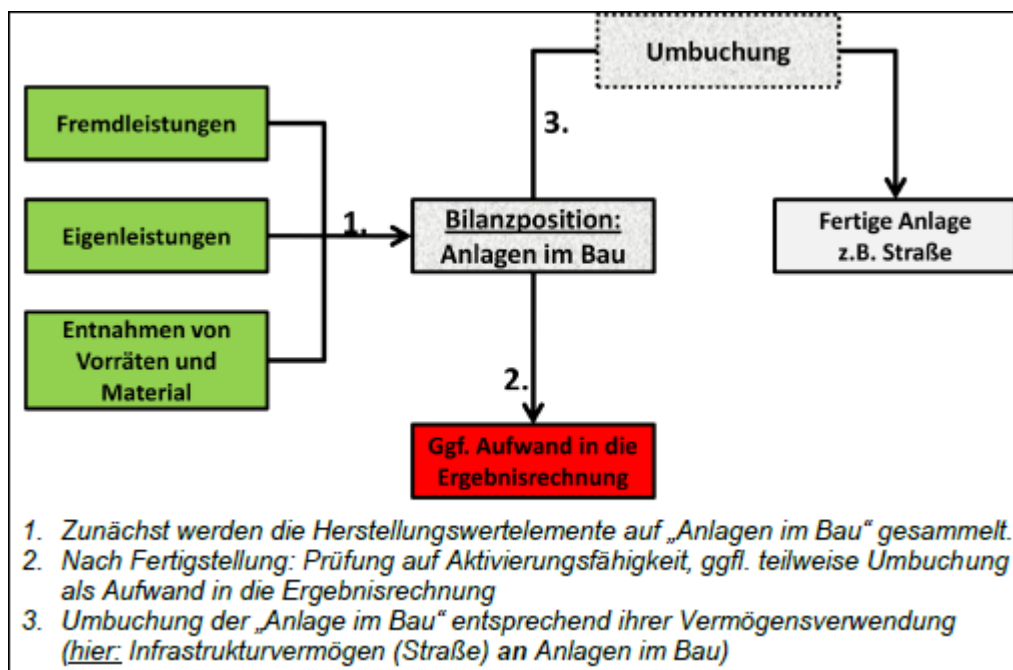 Umbuchung
Fremdleistungen
3.
Eigenleistungen
1.
Bilanzposition:
Anlagen im Bau
Fertige Anlage
z.B. Straße
Entnahmen von
Vorräten und
Material
2.
Ggf. Aufwand in die
Ergebnisrechnung
1. Zunächst werden die Herstellungswertelemente auf „Anlagen im Bau“ gesammelt.
2. Nach Fertigstellung: Prüfung auf Aktivierungsfähigkeit, ggfl. teilweise Umbuchung
als Aufwand in die Ergebnisrechnung
3. Umbuchung der „Anlage im Bau“ entsprechend ihrer Vermögensverwendung
(hier: Infrastrukturvermögen (Straße) an Anlagen im Bau)